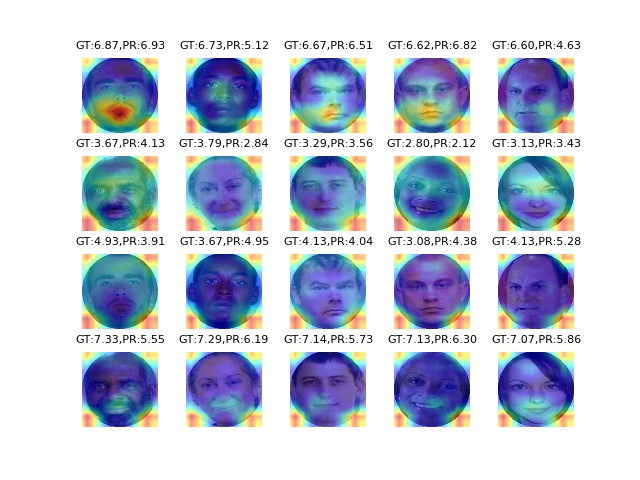 GT:6.87,PR:6.93 GT:6.73,PR:5.12 GT:6.67,PR:6.51 GT:6.62,PR:6.82 GT:6.60,PR:4.63
GT:3.67,PR:4.13 GT:3.79,PR:2.84 GT:3.29,PR:3.56 GT:2.80,PR:2.12 GT:3.13,PR:3.43
GT:4.93,PR:3.91 GT:3.67,PR:4.95 GT:4.13,PR:4.04 GT:3.08,PR:4.38 GT:4.13,PR:5.28
GT:7.33,PR:5.55 GT:7.29,PR:6.19 GT:7.14,PR:5.73 GT:7.13,PR:6.30 GT:7.07,PR:5.86